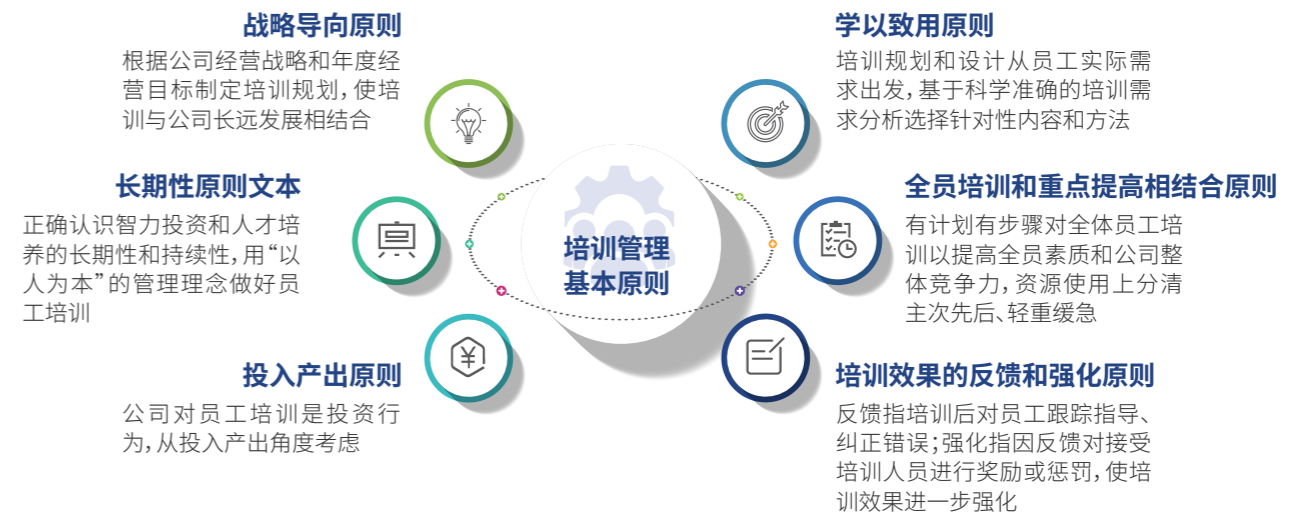 战略导向原则
根据公司经营战略和年度经
营目标制定培训规划，使培
训与公司长远发展相结合
长期性原则文本
正确认识智力投资和人才培
养的长期性和持续性，用“以
人为本”的管理理念做好员
工培训
投入产出原则
公司对员工培训是投资行
为，从投入产出角度考虑
培训管理
基本原则
学以致用原则
培训规划和设计从员工实际需
求出发，基于科学准确的培训需
求分析选择针对性内容和方法
全员培训和重点提高相结合原则
有计划有步骤对全体员工培
训以提高全员素质和公司整
体竞争力，资源使用上分清
主次先后、轻重缓急
培训效果的反馈和强化原则
反馈指培训后对员工跟踪指导、
纠正错误；强化指因反馈对接受
培训人员进行奖励或惩罚，使培
训效果进一步强化